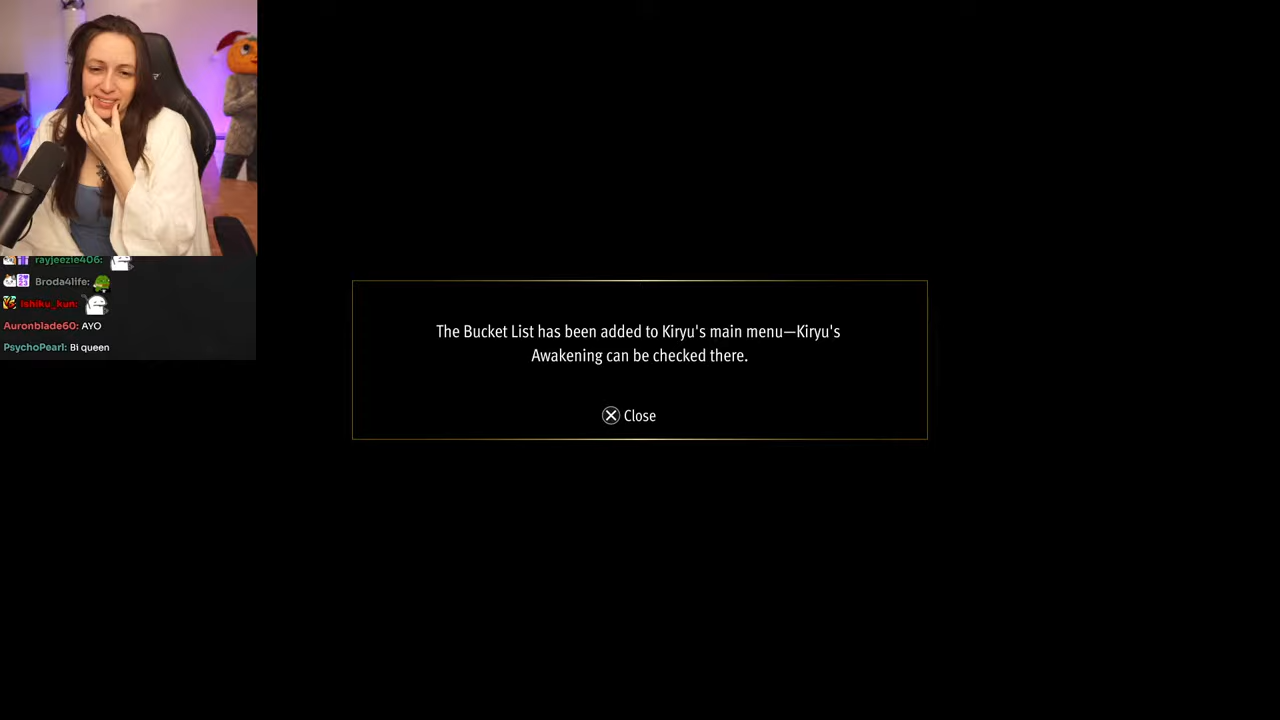 rayjeezie406:
Broda4life:
Ishiku_kun:
Auronblade60: AYO
PsychoPearl: Bi queen
The Bucket List has been added to Kiryu's main menu—Kiryu's
Awakening can be checked there.
Close